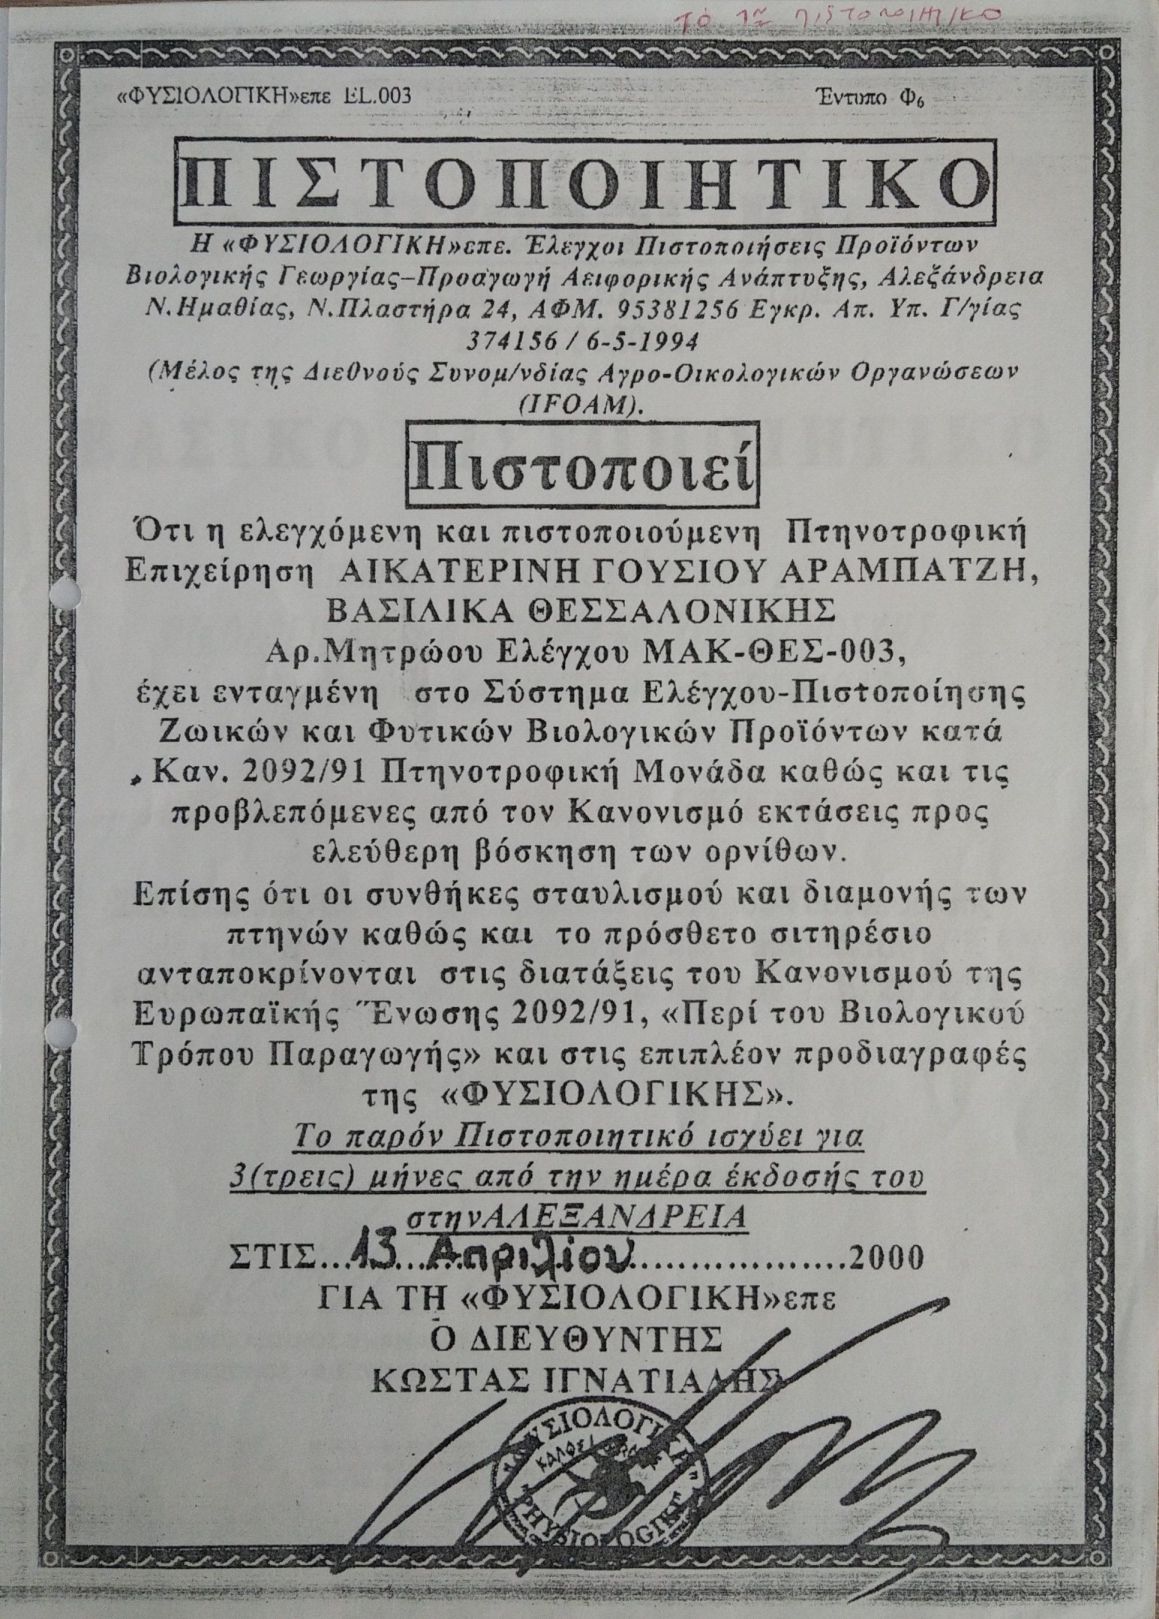 το 1ον πιστοποιητικο
«ΦΥΣΙΟΛΟΓΙΚΗ»επε EL.003 Έντυπο Φ6
ΠΙΣΤΟΠΟΙΗΤΙΚΟ
Η «ΦΥΣΙΟΛΟΓΙΚΗ»επε. Έλεγχοι Πιστοποιήσεις Προϊόντων
Βιολογικής Γεωργίας–Προαγωγή Αειφορικής Ανάπτυξης, Αλεξάνδρεια
Ν.Ημαθίας, Ν.Πλαστήρα 24, ΑΦΜ. 95381256 Εγκρ. Απ. Υπ. Γ/γίας
374156 / 6-5-1994
(Μέλος της Διεθνούς Συνομ/νδίας Αγρο-Οικολογικών Οργανώσεων
(IFOAM).
Πιστοποιεί
Ότι η ελεγχόμενη και πιστοποιούμενη Πτηνοτροφική
Επιχείρηση ΑΙΚΑΤΕΡΙΝΗ ΓΟΥΣΙΟΥ ΑΡΑΜΠΑΤΖΗ,
ΒΑΣΙΛΙΚΑ ΘΕΣΣΑΛΟΝΙΚΗΣ
Αρ.Μητρώου Ελέγχου ΜΑΚ-ΘΕΣ-003,
έχει ενταγμένη στο Σύστημα Ελέγχου-Πιστοποίησης
Ζωικών και Φυτικών Βιολογικών Προϊόντων κατά
Καν. 2092/91 Πτηνοτροφική Μονάδα καθώς και τις
προβλεπόμενες από τον Κανονισμό εκτάσεις προς
ελεύθερη βόσκηση των ορνίθων.
Επίσης ότι οι συνθήκες σταυλισμού και διαμονής των
πτηνών καθώς και το πρόσθετο σιτηρέσιο
ανταποκρίνονται στις διατάξεις του Κανονισμού της
Ευρωπαϊκής Ένωσης 2092/91, «Περί του Βιολογικού
Τρόπου Παραγωγής» και στις επιπλέον προδιαγραφές
της «ΦΥΣΙΟΛΟΓΙΚΗΣ».
Το παρόν Πιστοποιητικό ισχύει για
3(τρεις) μήνες από την ημέρα έκδοσής του
στηνΑΛΕΞΑΝΔΡΕΙΑ
ΣΤΙΣ...13...Απριλίου...................2000
ΓΙΑ ΤΗ «ΦΥΣΙΟΛΟΓΙΚΗ»επε
Ο ΔΙΕΥΘΥΝΤΗΣ
ΚΩΣΤΑΣ ΙΓΝΑΤΙΑΔΗΣ
"ΦΥΣΙΟΛΟΓΙΚΗ"
"PHYSIOLOGIKI"